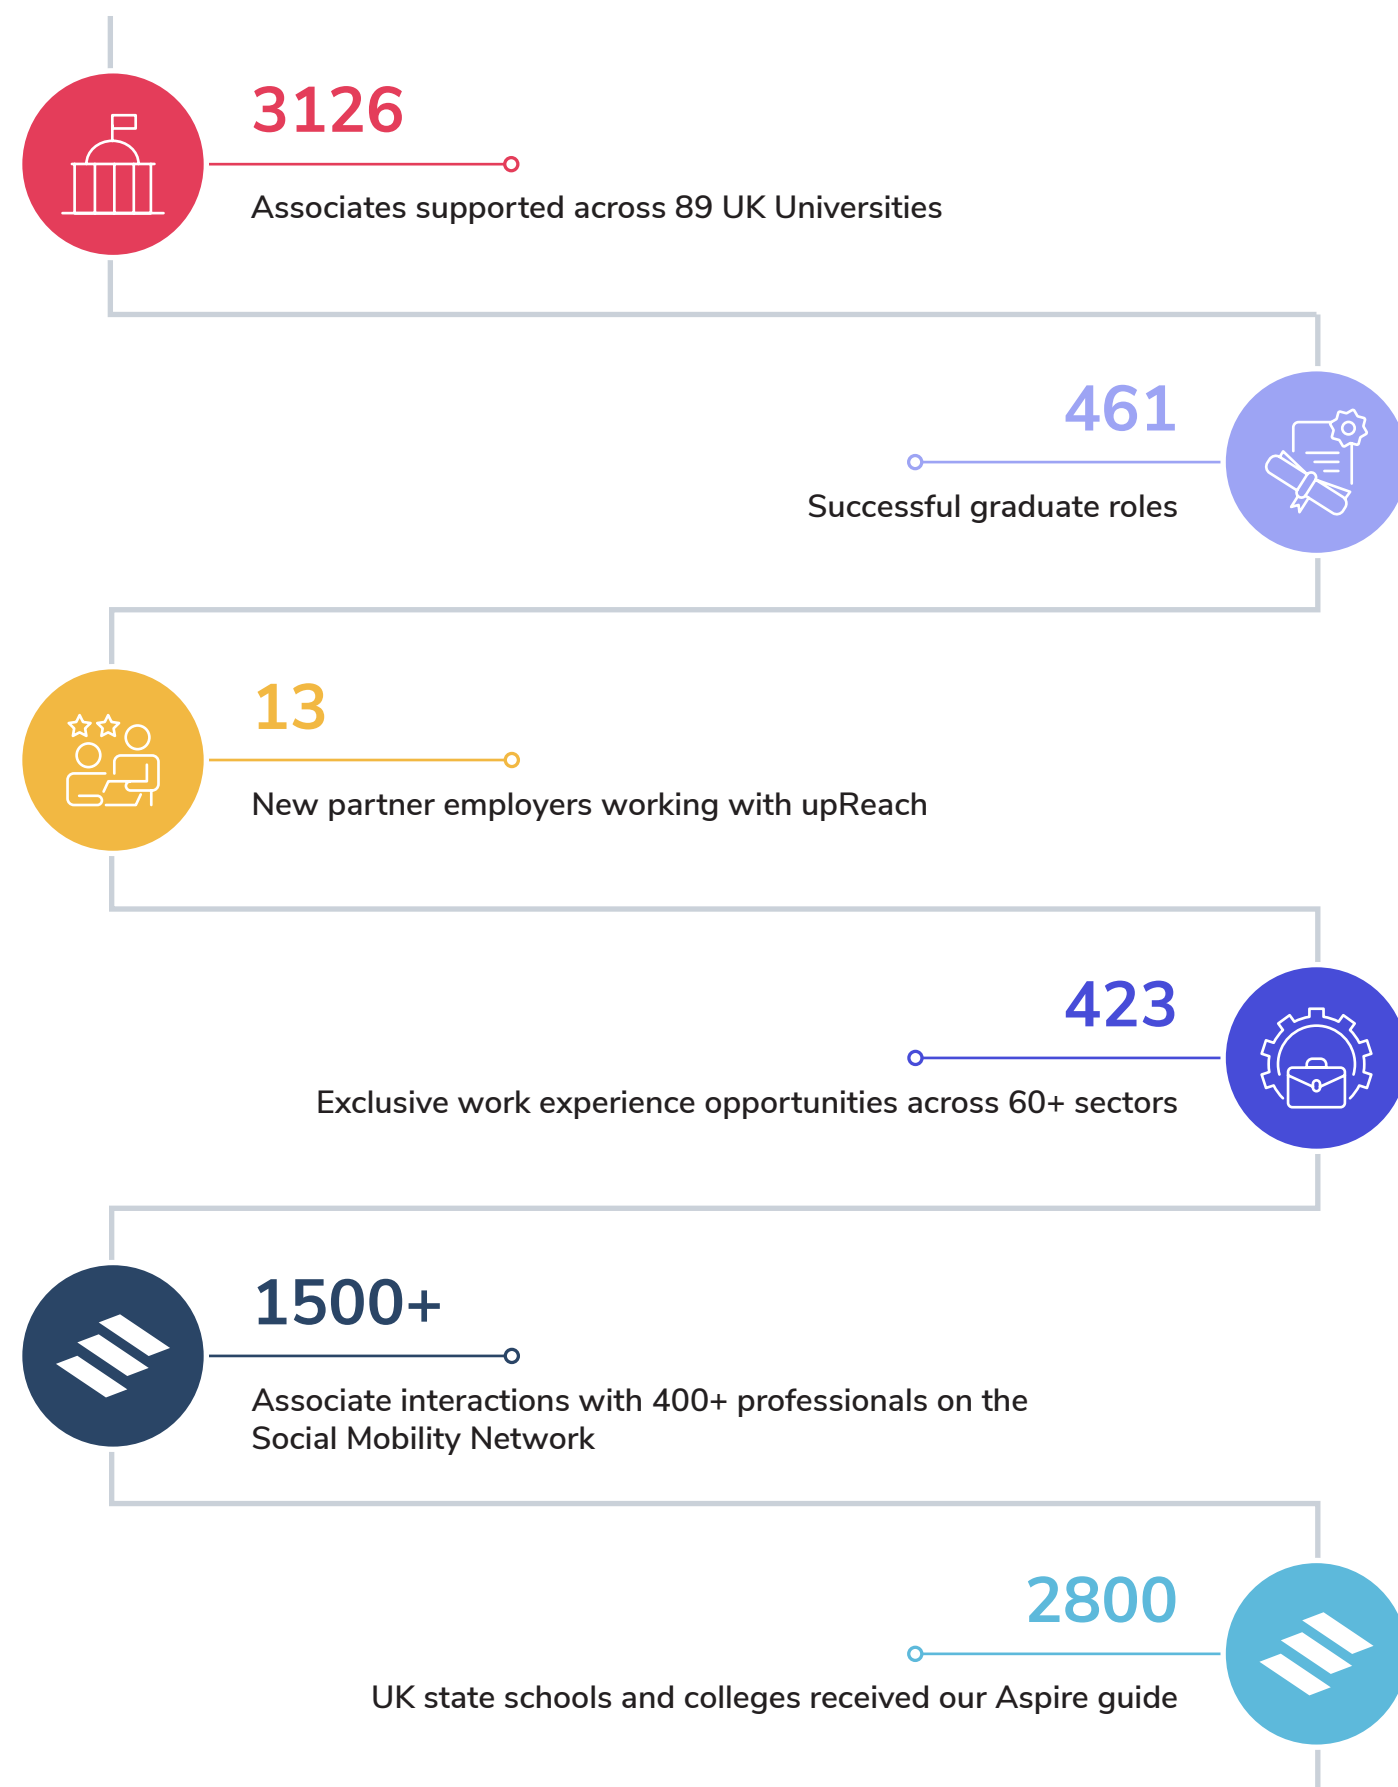 3126
Associates supported across 89 UK Universities
461
Successful graduate roles
13
New partner employers working with upReach
423
Exclusive work experience opportunities across 60+ sectors
1500+
Associate interactions with 400+ professionals on the
Social Mobility Network
2800
UK state schools and colleges received our Aspire guide